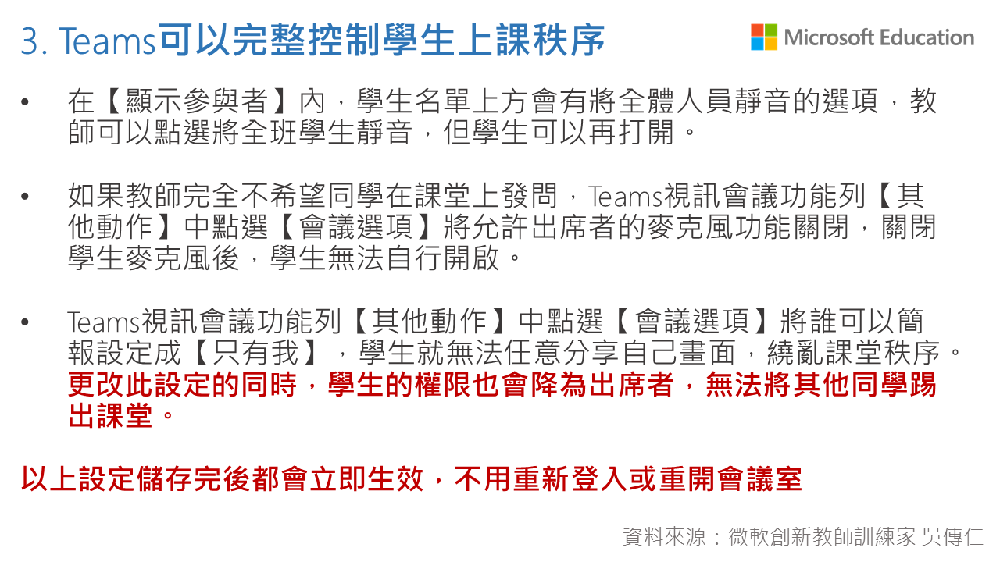 3. Teams可以完整控制學生上課秩序
Microsoft Education
• 在【顯示參與者】內，學生名單上方會有將全體人員靜音的選項，教
師可以點選將全班學生靜音，但學生可以再打開。
• 如果教師完全不希望同學在課堂上發問，Teams視訊會議功能列【其
他動作】中點選【會議選項】將允許出席者的麥克風功能關閉，關閉
學生麥克風後，學生無法自行開啟。
• Teams視訊會議功能列【其他動作】中點選【會議選項】將誰可以簡
報設定成【只有我】，學生就無法任意分享自己畫面，繞亂課堂秩序。
更改此設定的同時，學生的權限也會降為出席者，無法將其他同學踢
出課堂。
以上設定儲存完後都會立即生效，不用重新登入或重開會議室
資料來源：微軟創新教師訓練家 吳傳仁